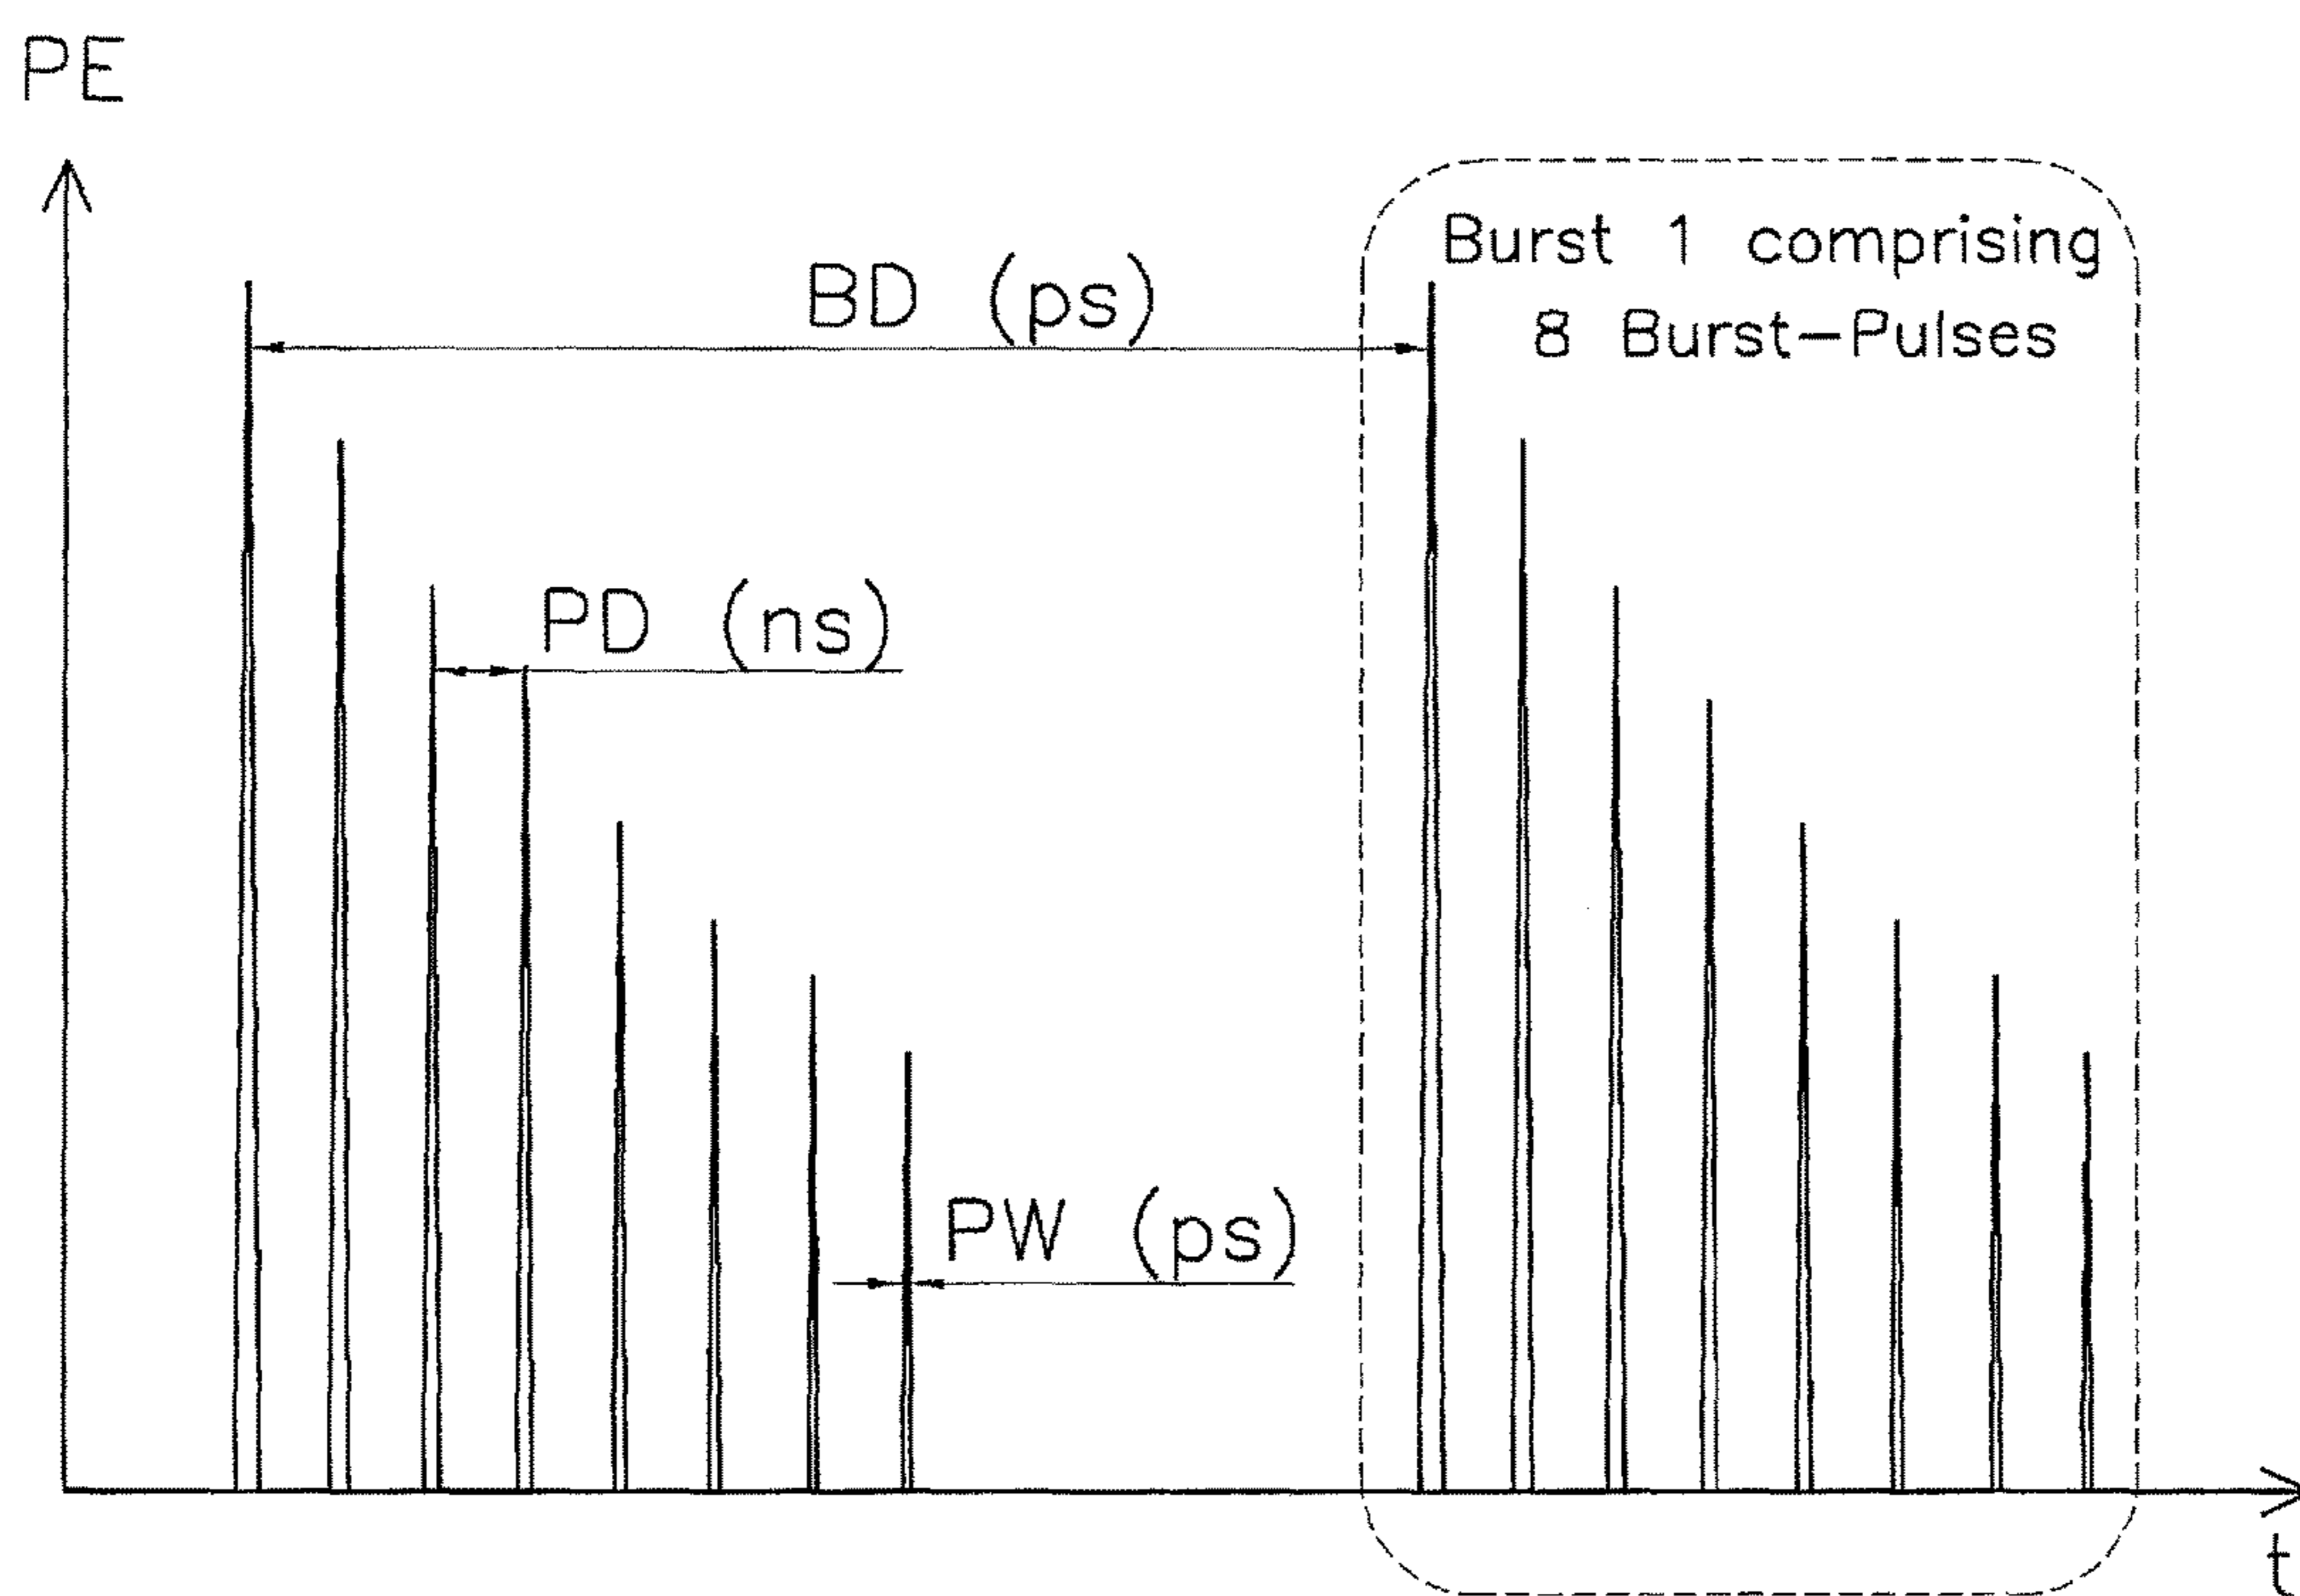 PE
Burst 1 comprising
8 Burst-Pulses
BD (ps)
PD (ns)
PW (ps)
t